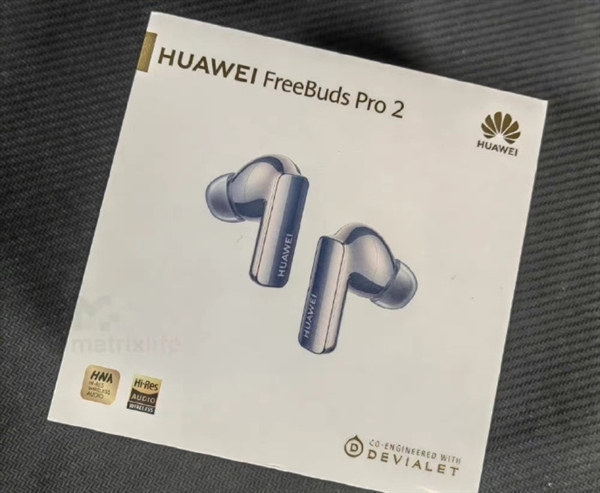 HUAWEI FreeBuds Pro 2
HUAWEI
HUAWEI
HUAWEI
matrixlife
HWA
HI-RES
WIRELESS
AUDIO
Hi-Res
AUDIO
WIRELESS
CO-ENGINEERED WITH
DEVIALET